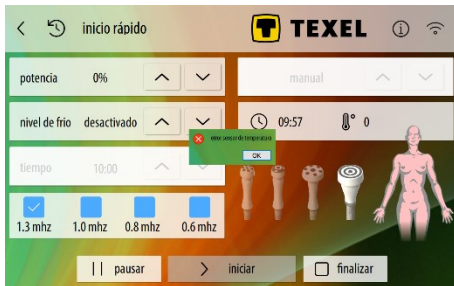 inicio rápido
T TEXEL
potencia 0%
manual
nivel de frio desactivado
09:57
0
error sensor de temperatura
OK
tiempo 10:00
1.3 mhz 1.0 mhz 0.8 mhz 0.6 mhz
pausar
iniciar
finalizar